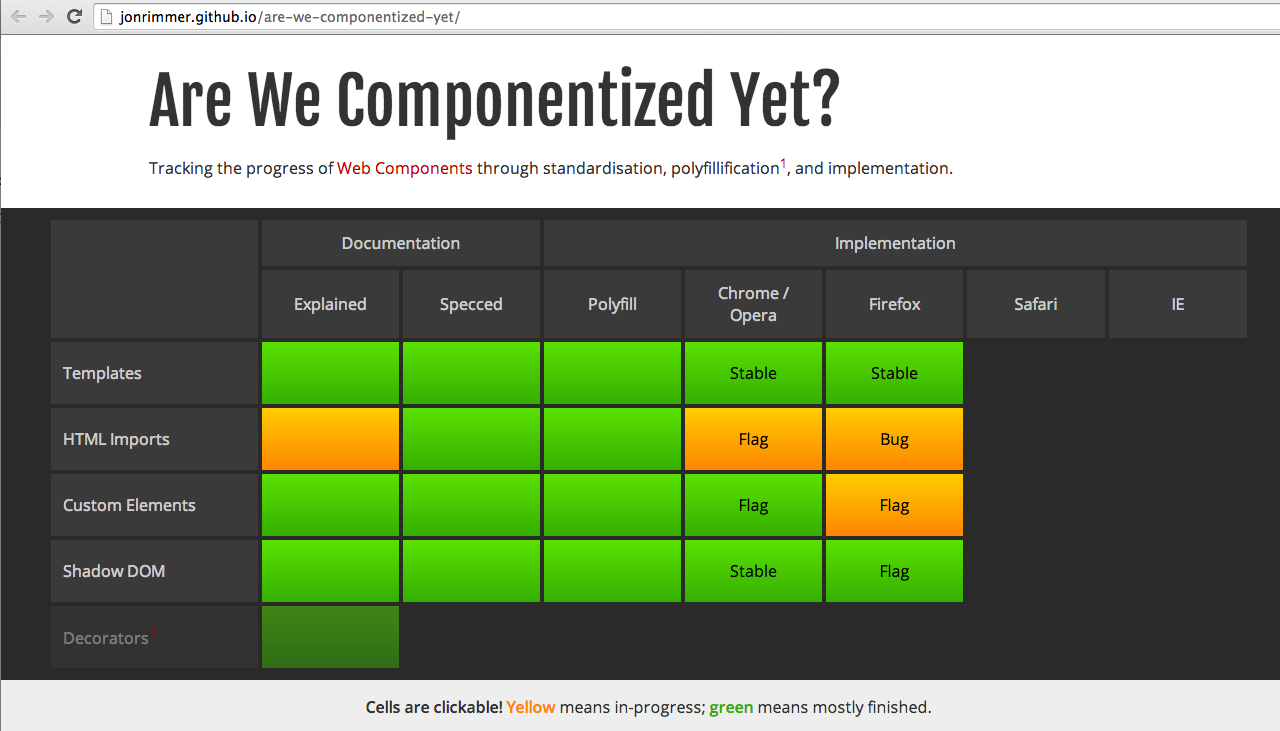 jonrimmer.github.io/are-we-componentized-yet/
Are We Componentized Yet?
Tracking the progress of Web Components through standardisation, polyfillification1, and implementation.
Documentation Implementation
Explained Specced Polyfill Chrome / Opera Firefox Safari IE
Templates Stable Stable
HTML Imports Flag Bug
Custom Elements Flag Flag
Shadow DOM Stable Flag
Decorators
Cells are clickable! Yellow means in-progress; green means mostly finished.